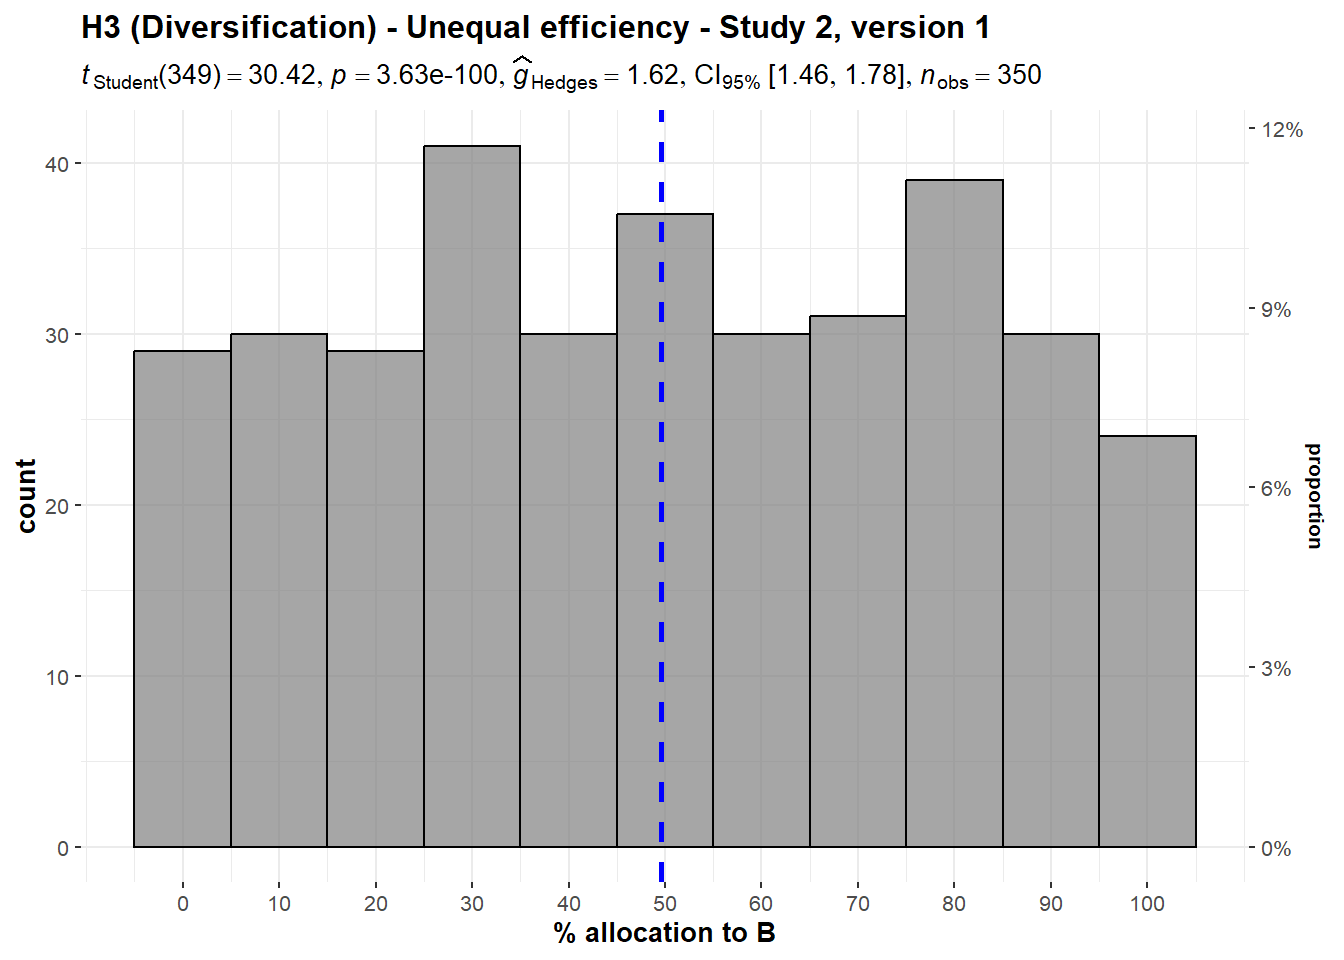 H3 (Diversification) - Unequal efficiency - Study 2, version 1
t Student(349) = 30.42, p = 3.63e-100, ĝ Hedges = 1.62, CI95% [1.46, 1.78], n obs = 350
40
30
20
10
0
count
12%
9%
6%
3%
0%
proportion
0 10 20 30 40 50 60 70 80 90 100
% allocation to B